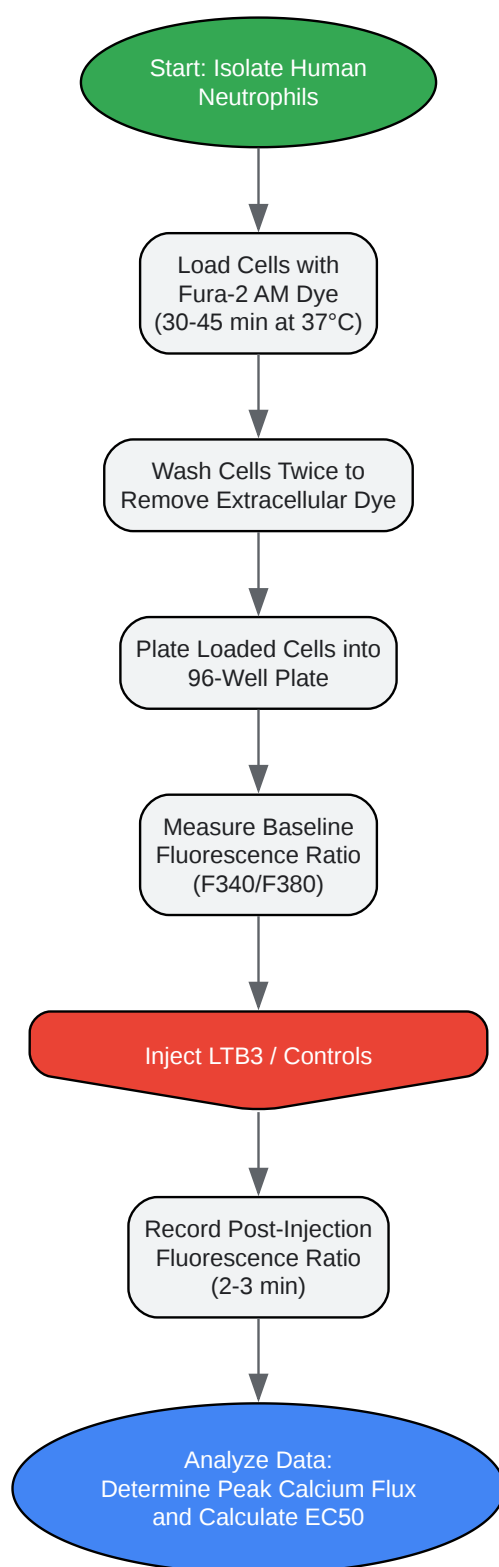 Start: Isolate Human
Neutrophils
Load Cells with
Fura-2 AM Dye
(30-45 min at 37°C)
Wash Cells Twice to
Remove Extracellular Dye
Plate Loaded Cells into
96-Well Plate
Measure Baseline
Fluorescence Ratio
(F340/F380)
Inject LTB3 / Controls
Record Post-Injection
Fluorescence Ratio
(2-3 min)
Analyze Data:
Determine Peak Calcium Flux
and Calculate EC50